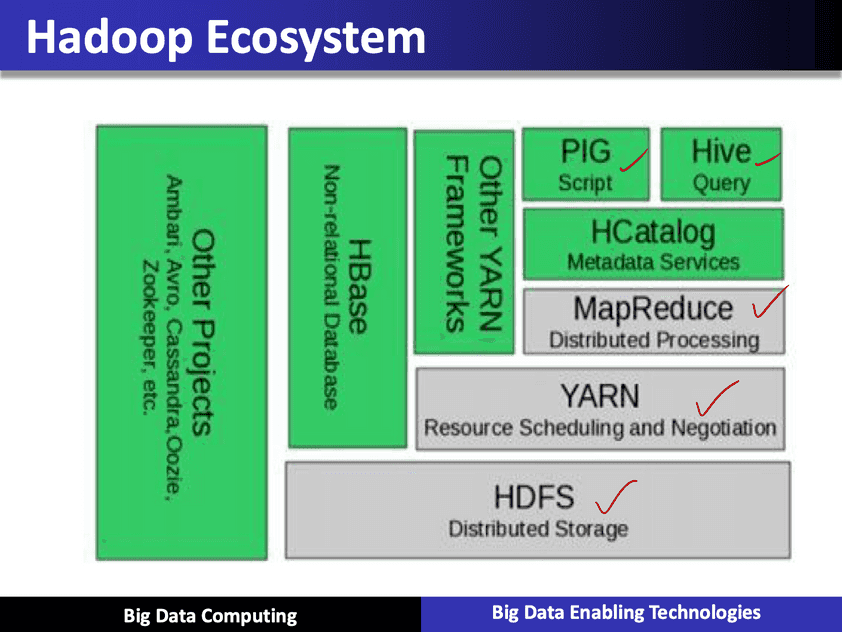 Hadoop Ecosystem
Other Projects
Ambari, Avro, Cassandra,Oozie,
Zookeeper, etc.
HBase
Non-relational Database
Other YARN
Frameworks
PIG
Script
Hive
Query
HCatalog
Metadata Services
MapReduce
Distributed Processing
YARN
Resource Scheduling and Negotiation
HDFS
Distributed Storage
Big Data Computing
Big Data Enabling Technologies